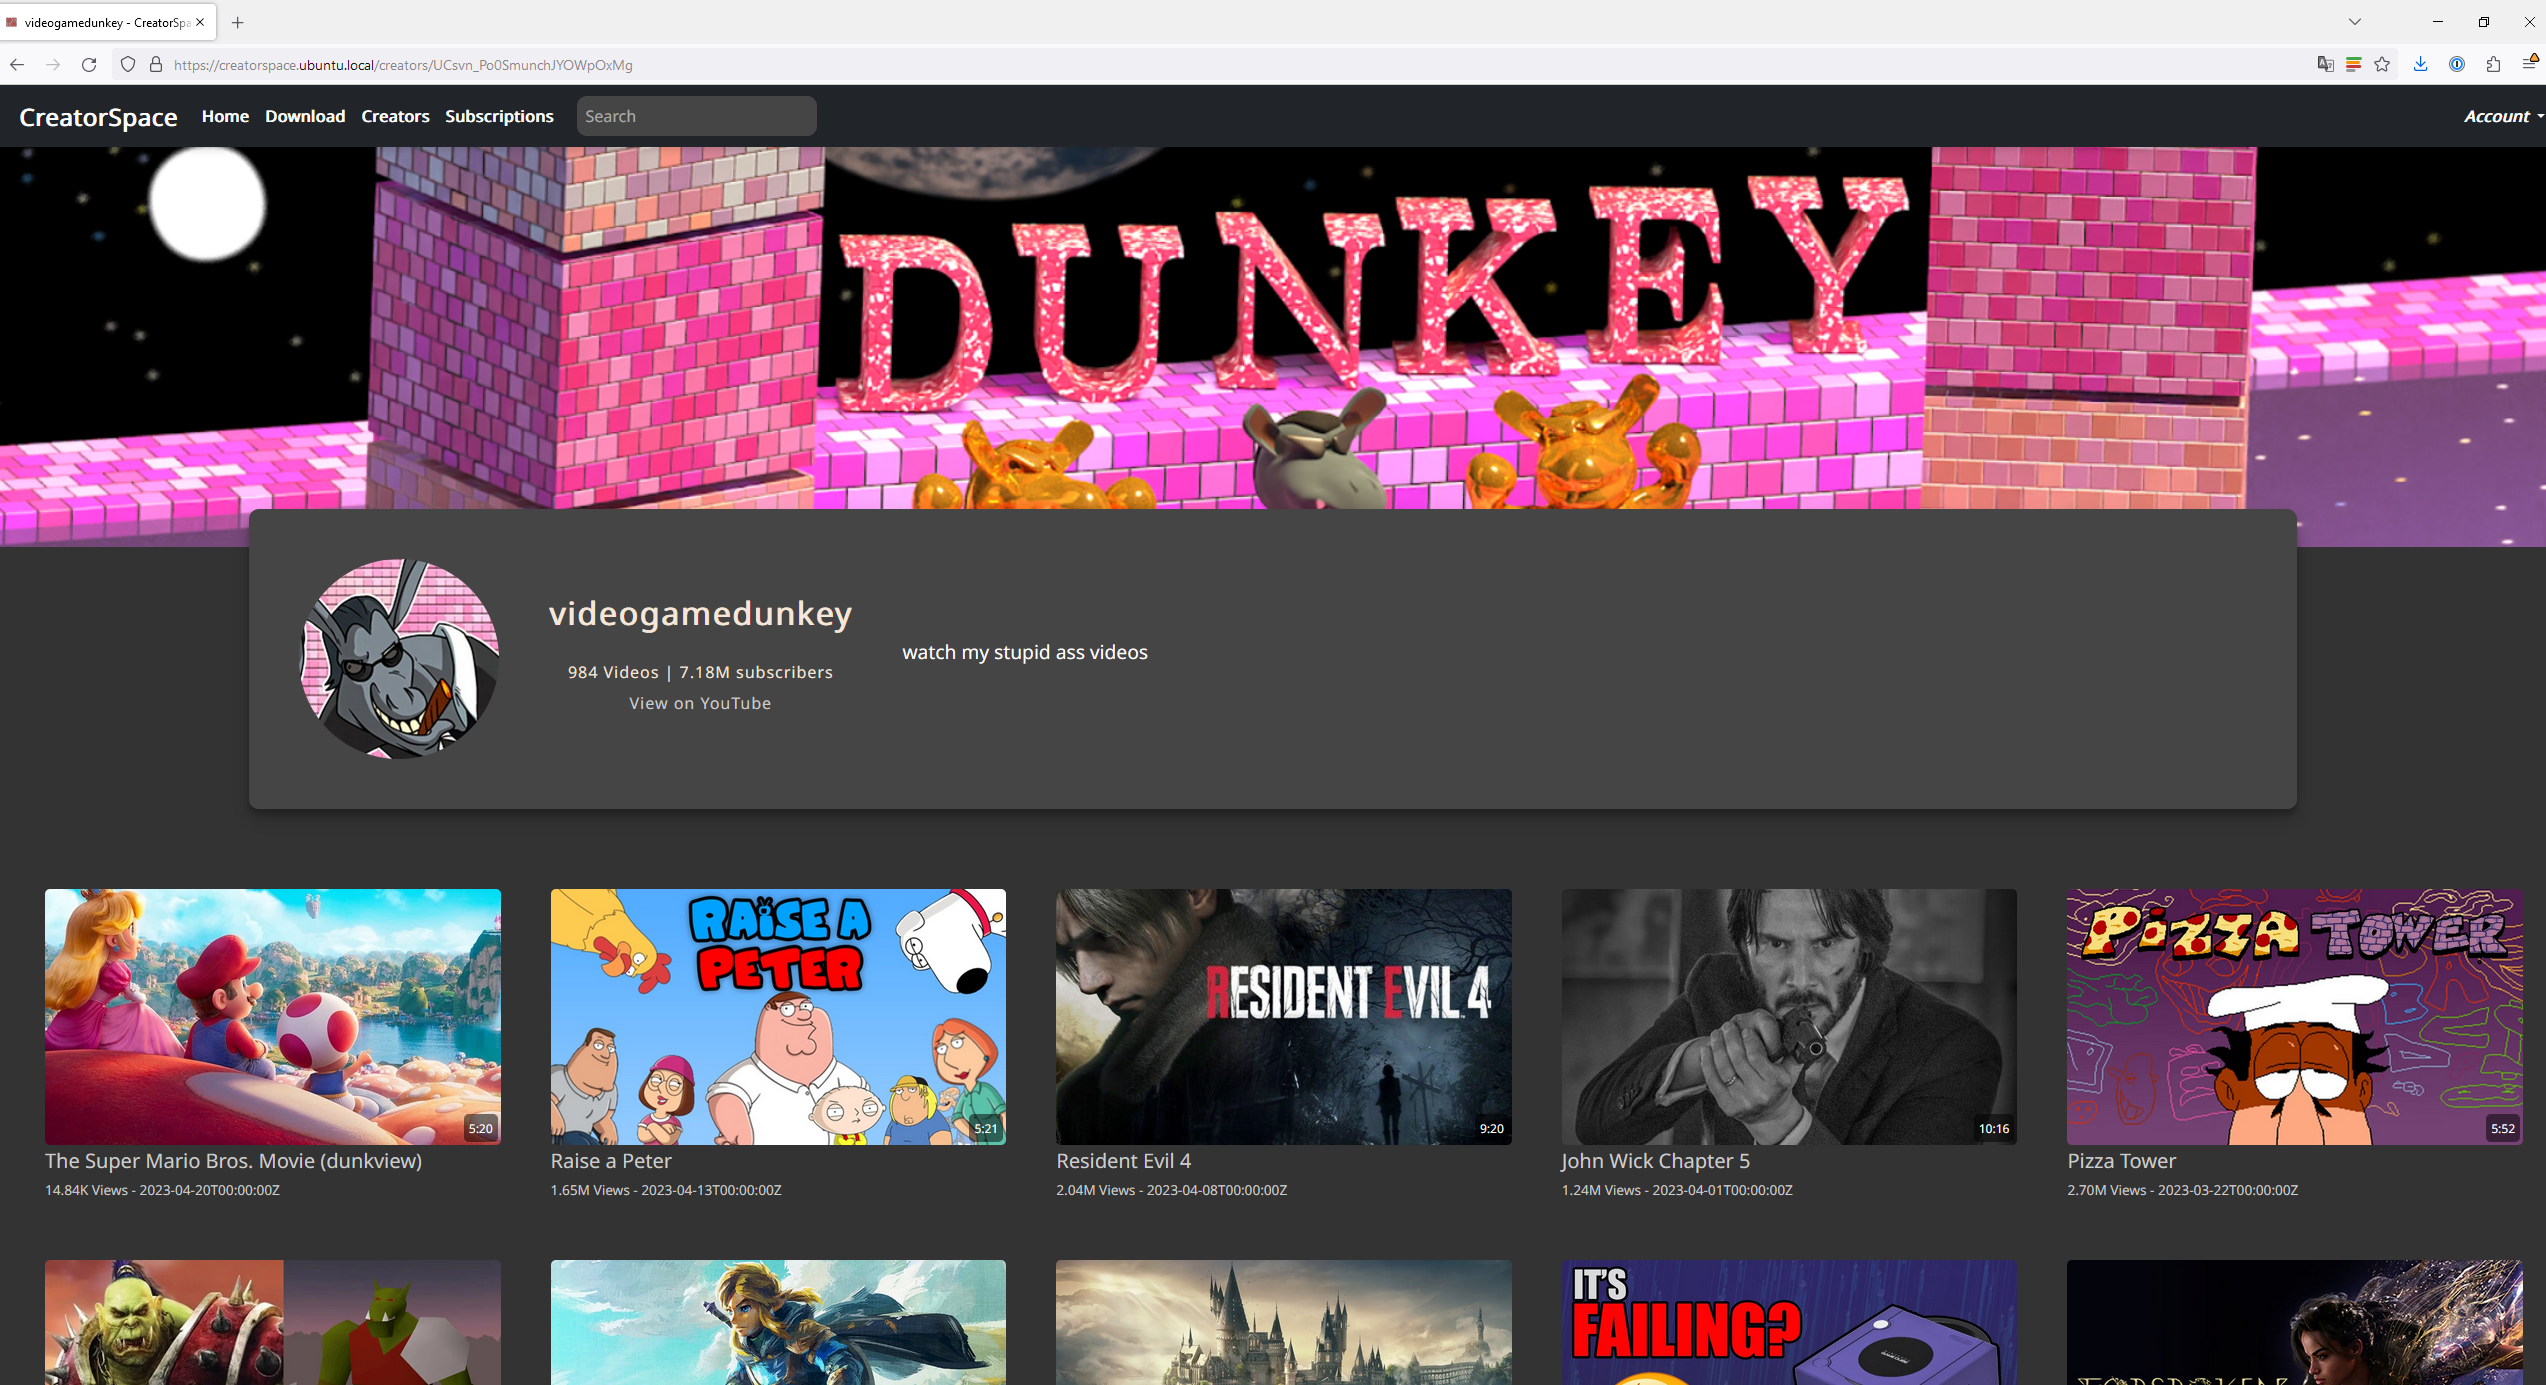 videogamedunkey - CreatorSpa
https://creatorspace.ubuntu.local/creators/UCsvn_Po0SmunchJYOWpOxMg
CreatorSpace Home Download Creators Subscriptions Search Account
DUNKEY
videogamedunkey
984 Videos | 7.18M subscribers
View on YouTube
watch my stupid ass videos
5:20
RAISE A
PETER
5:21
RESIDENT EVIL 4
9:20
10:16
PIZZA TOWER
5:52
The Super Mario Bros. Movie (dunkview)
14.84K Views - 2023-04-20T00:00:00Z
Raise a Peter
1.65M Views - 2023-04-13T00:00:00Z
Resident Evil 4
2.04M Views - 2023-04-08T00:00:00Z
John Wick Chapter 5
1.24M Views - 2023-04-01T00:00:00Z
Pizza Tower
2.70M Views - 2023-03-22T00:00:00Z
IT'S
FAILING?